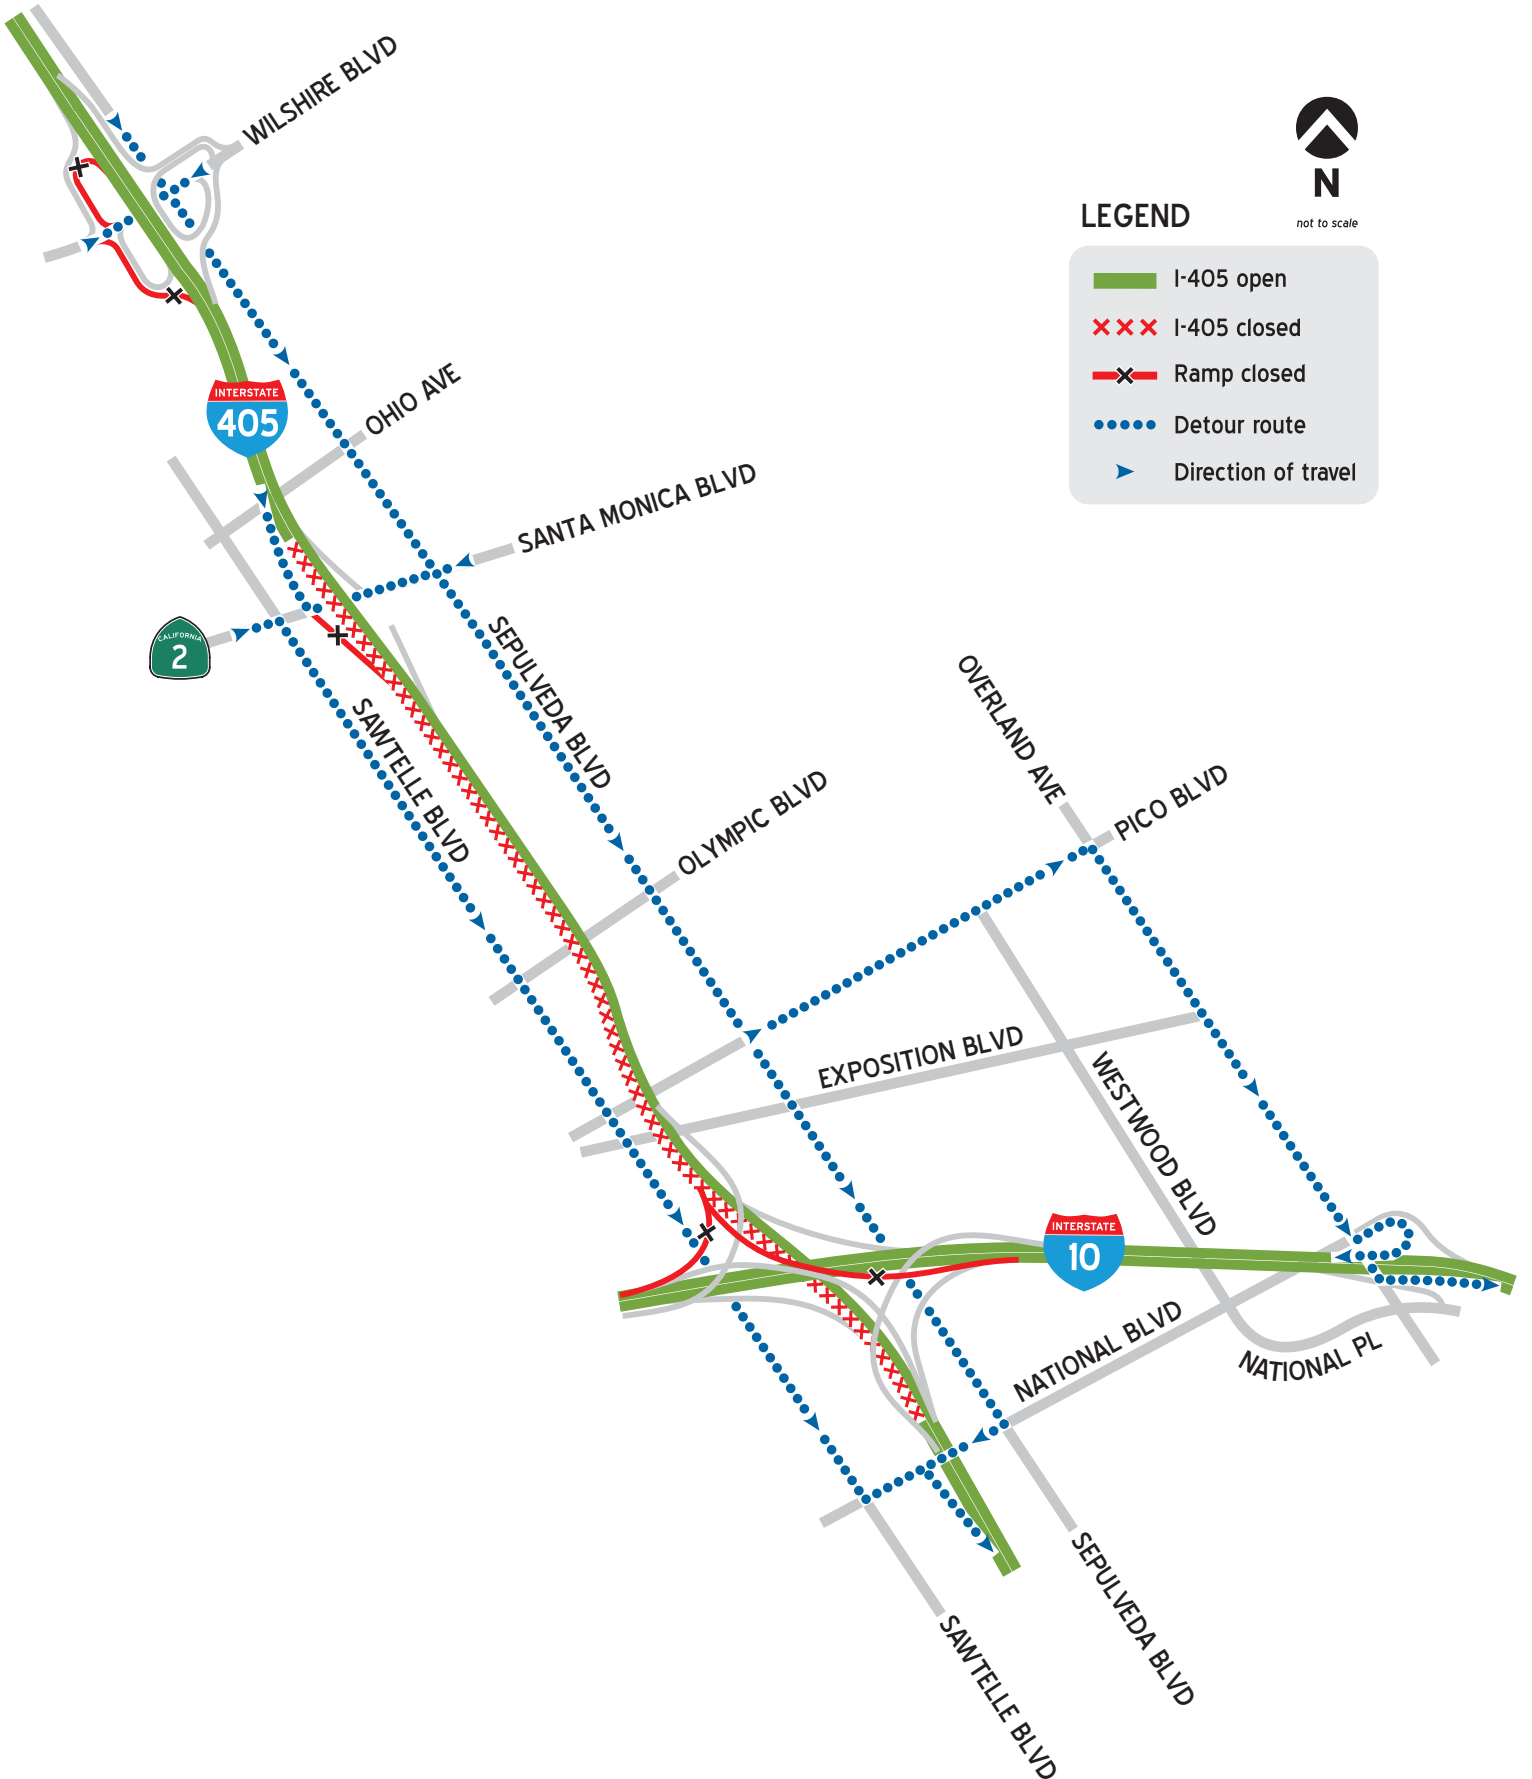 WILSHIRE BLVD
N
not to scale
LEGEND
I-405 open
I-405 closed
Ramp closed
Detour route
Direction of travel
INTERSTATE
405
OHIO AVE
SANTA MONICA BLVD
CALIFORNIA
2
SEPULVEDA BLVD
SAWTELLE BLVD
OVERLAND AVE
PICO BLVD
OLYMPIC BLVD
EXPOSITION BLVD
WESTWOOD BLVD
INTERSTATE
10
NATIONAL BLVD
NATIONAL PL
SEPULVEDA BLVD
SAWTELLE BLVD